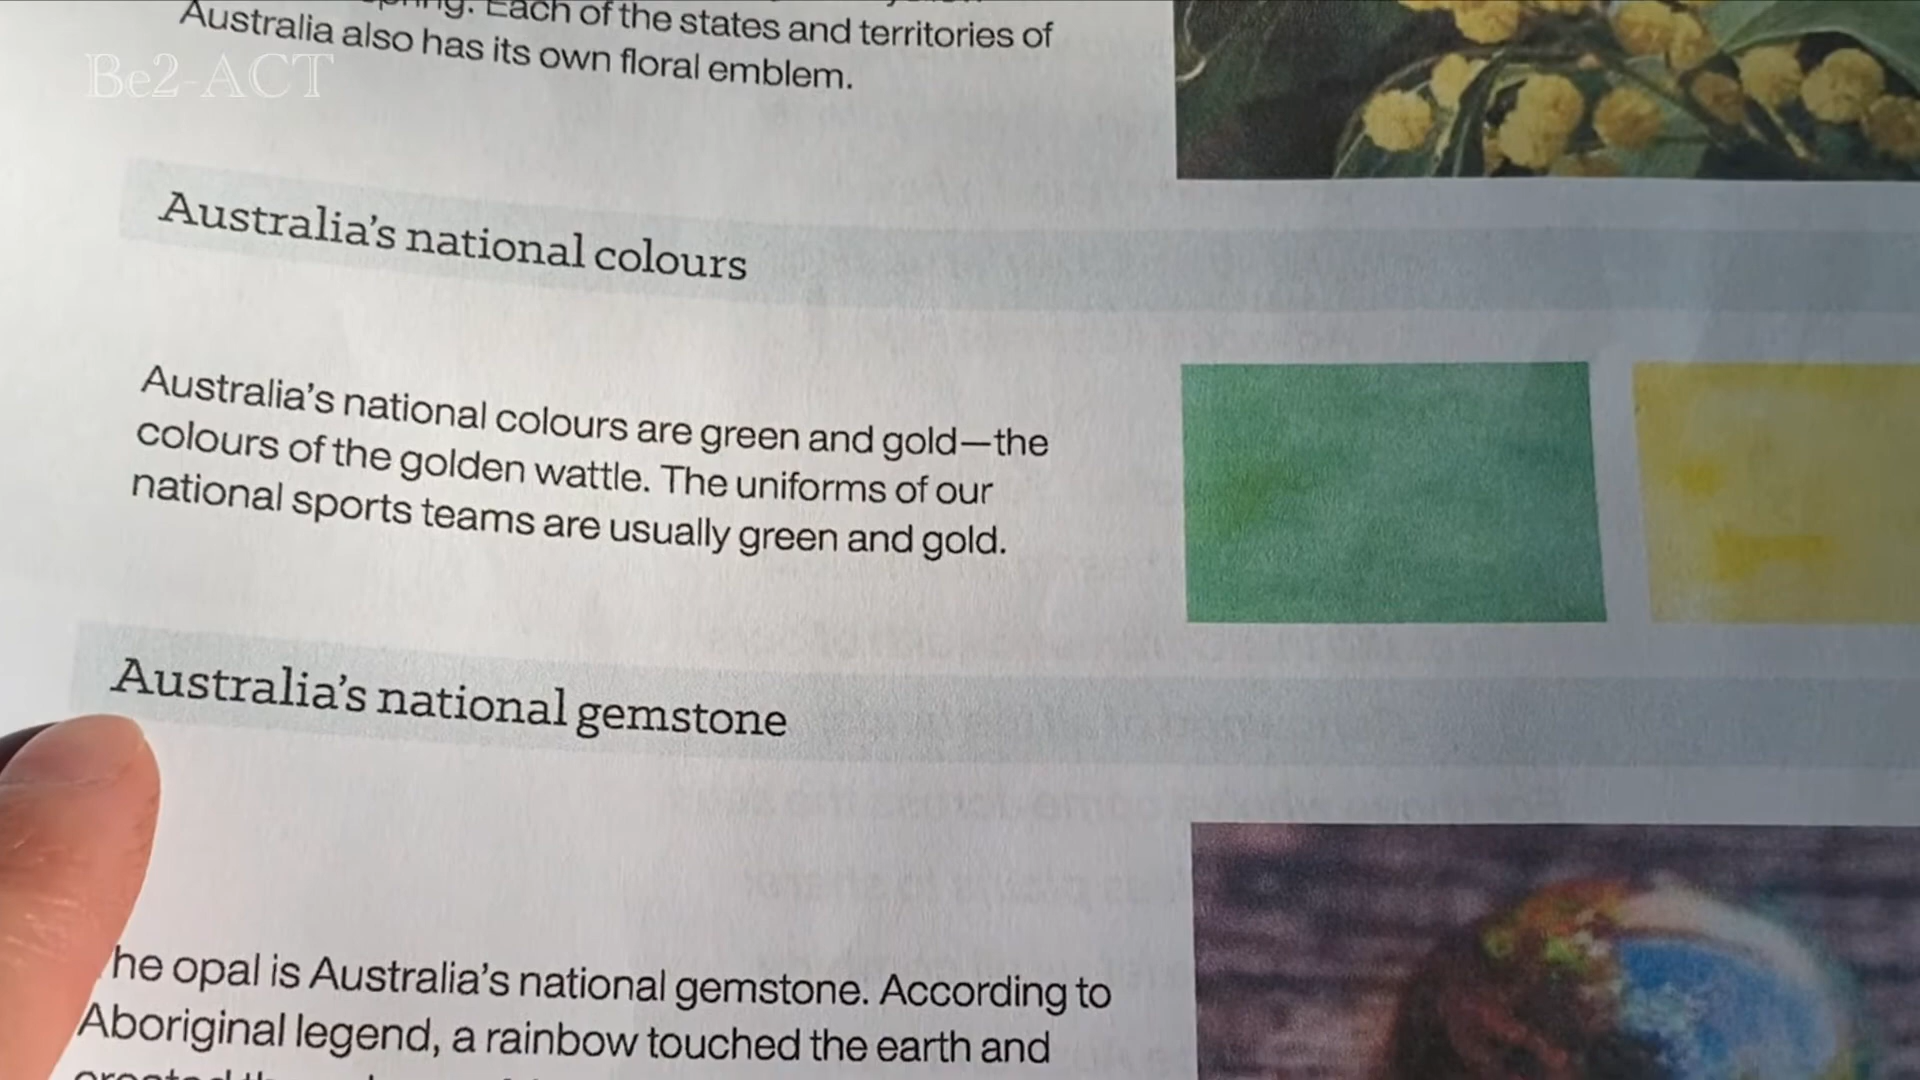 Each of the states and territories of
Australia also has its own floral emblem.
Be2-ACT
Australia's national colours
Australia's national colours are green and gold—the
colours of the golden wattle. The uniforms of our
national sports teams are usually green and gold.
Australia's national gemstone
he opal is Australia's national gemstone. According to
Aboriginal legend, a rainbow touched the earth and